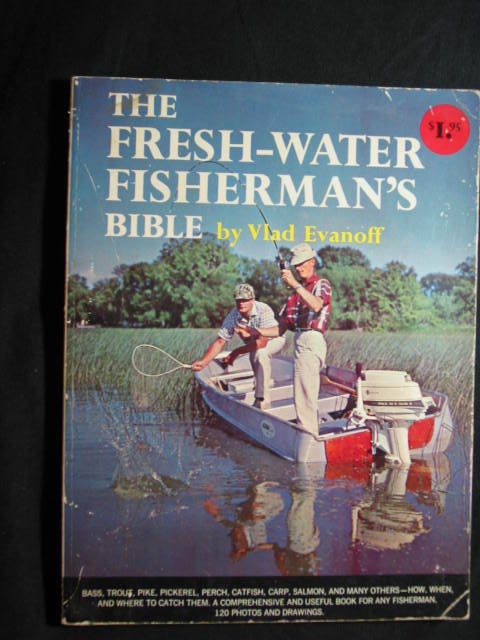 THE
FRESH-WATER
FISHERMAN'S
BIBLE by Vlad Evanoff
$1.95
BASS, TROUT, PIKE, PICKEREL, PERCH, CATFISH, CARP, SALMON, AND MANY OTHERS—HOW, WHEN,
AND WHERE TO CATCH THEM. A COMPREHENSIVE AND USEFUL BOOK FOR ANY FISHERMAN.
120 PHOTOS AND DRAWINGS.